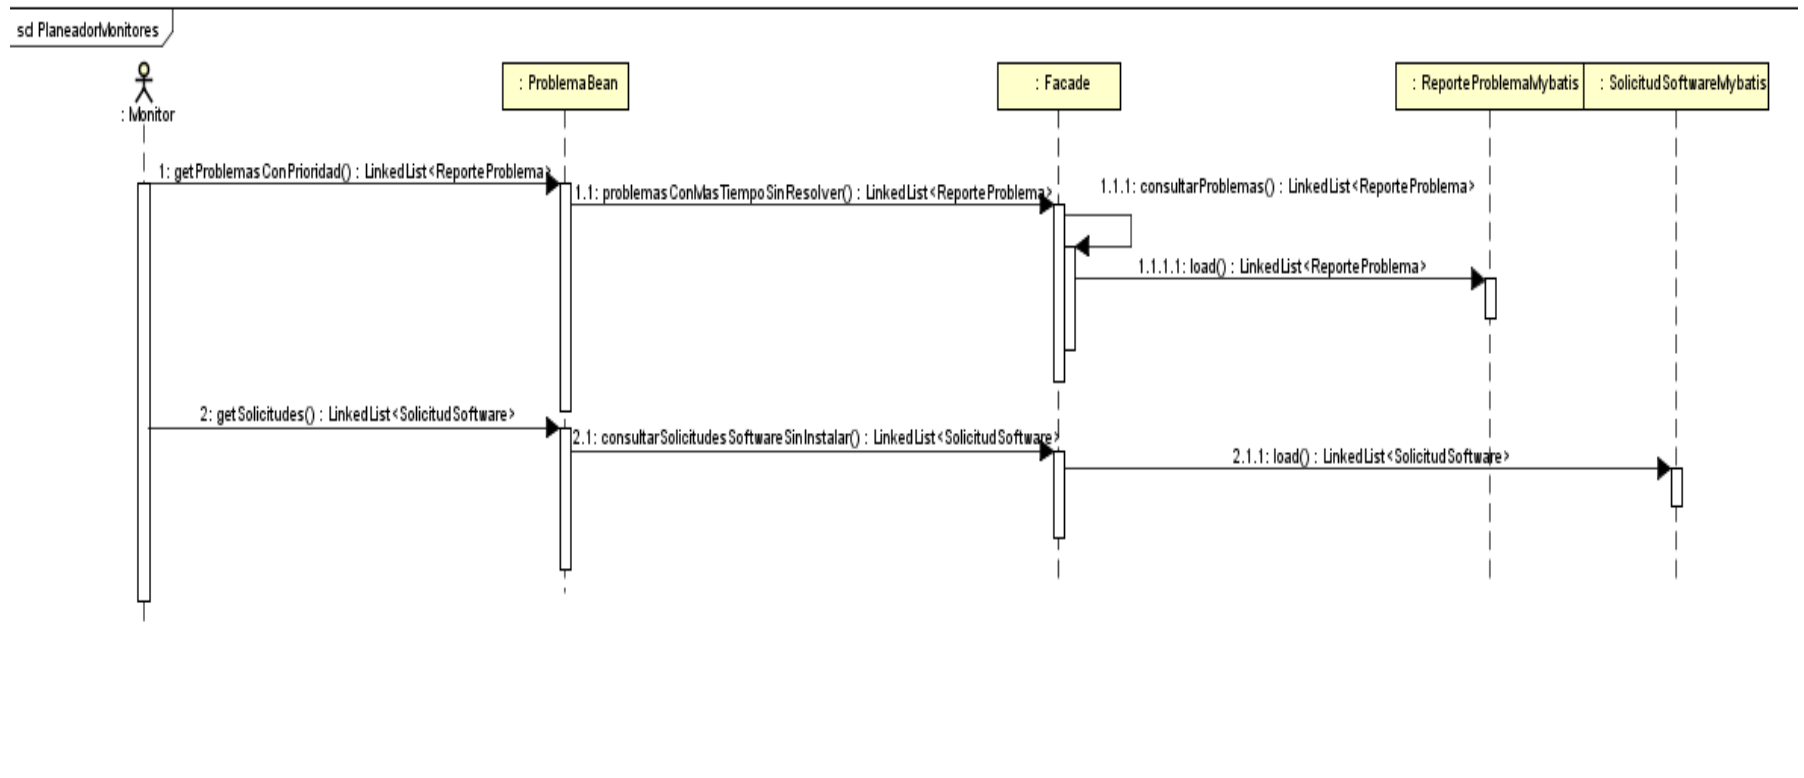 sd PlaneadorMonitores
: Monitor
: ProblemaBean
: Facade
: ReporteProblemaMybatis
: SolicitudSoftwareMybatis
1: getProblemasConPrioridad() : LinkedList<ReporteProblema>
1.1: problemasConMasTiempoSinResolver() : LinkedList<ReporteProblema>
1.1.1: consultarProblemas() : LinkedList<ReporteProblema>
1.1.1.1: load() : LinkedList<ReporteProblema>
2: getSolicitudes() : LinkedList<SolicitudSoftware>
2.1: consultarSolicitudesSoftwareSinInstalar() : LinkedList<SolicitudSoftware>
2.1.1: load() : LinkedList<SolicitudSoftware>